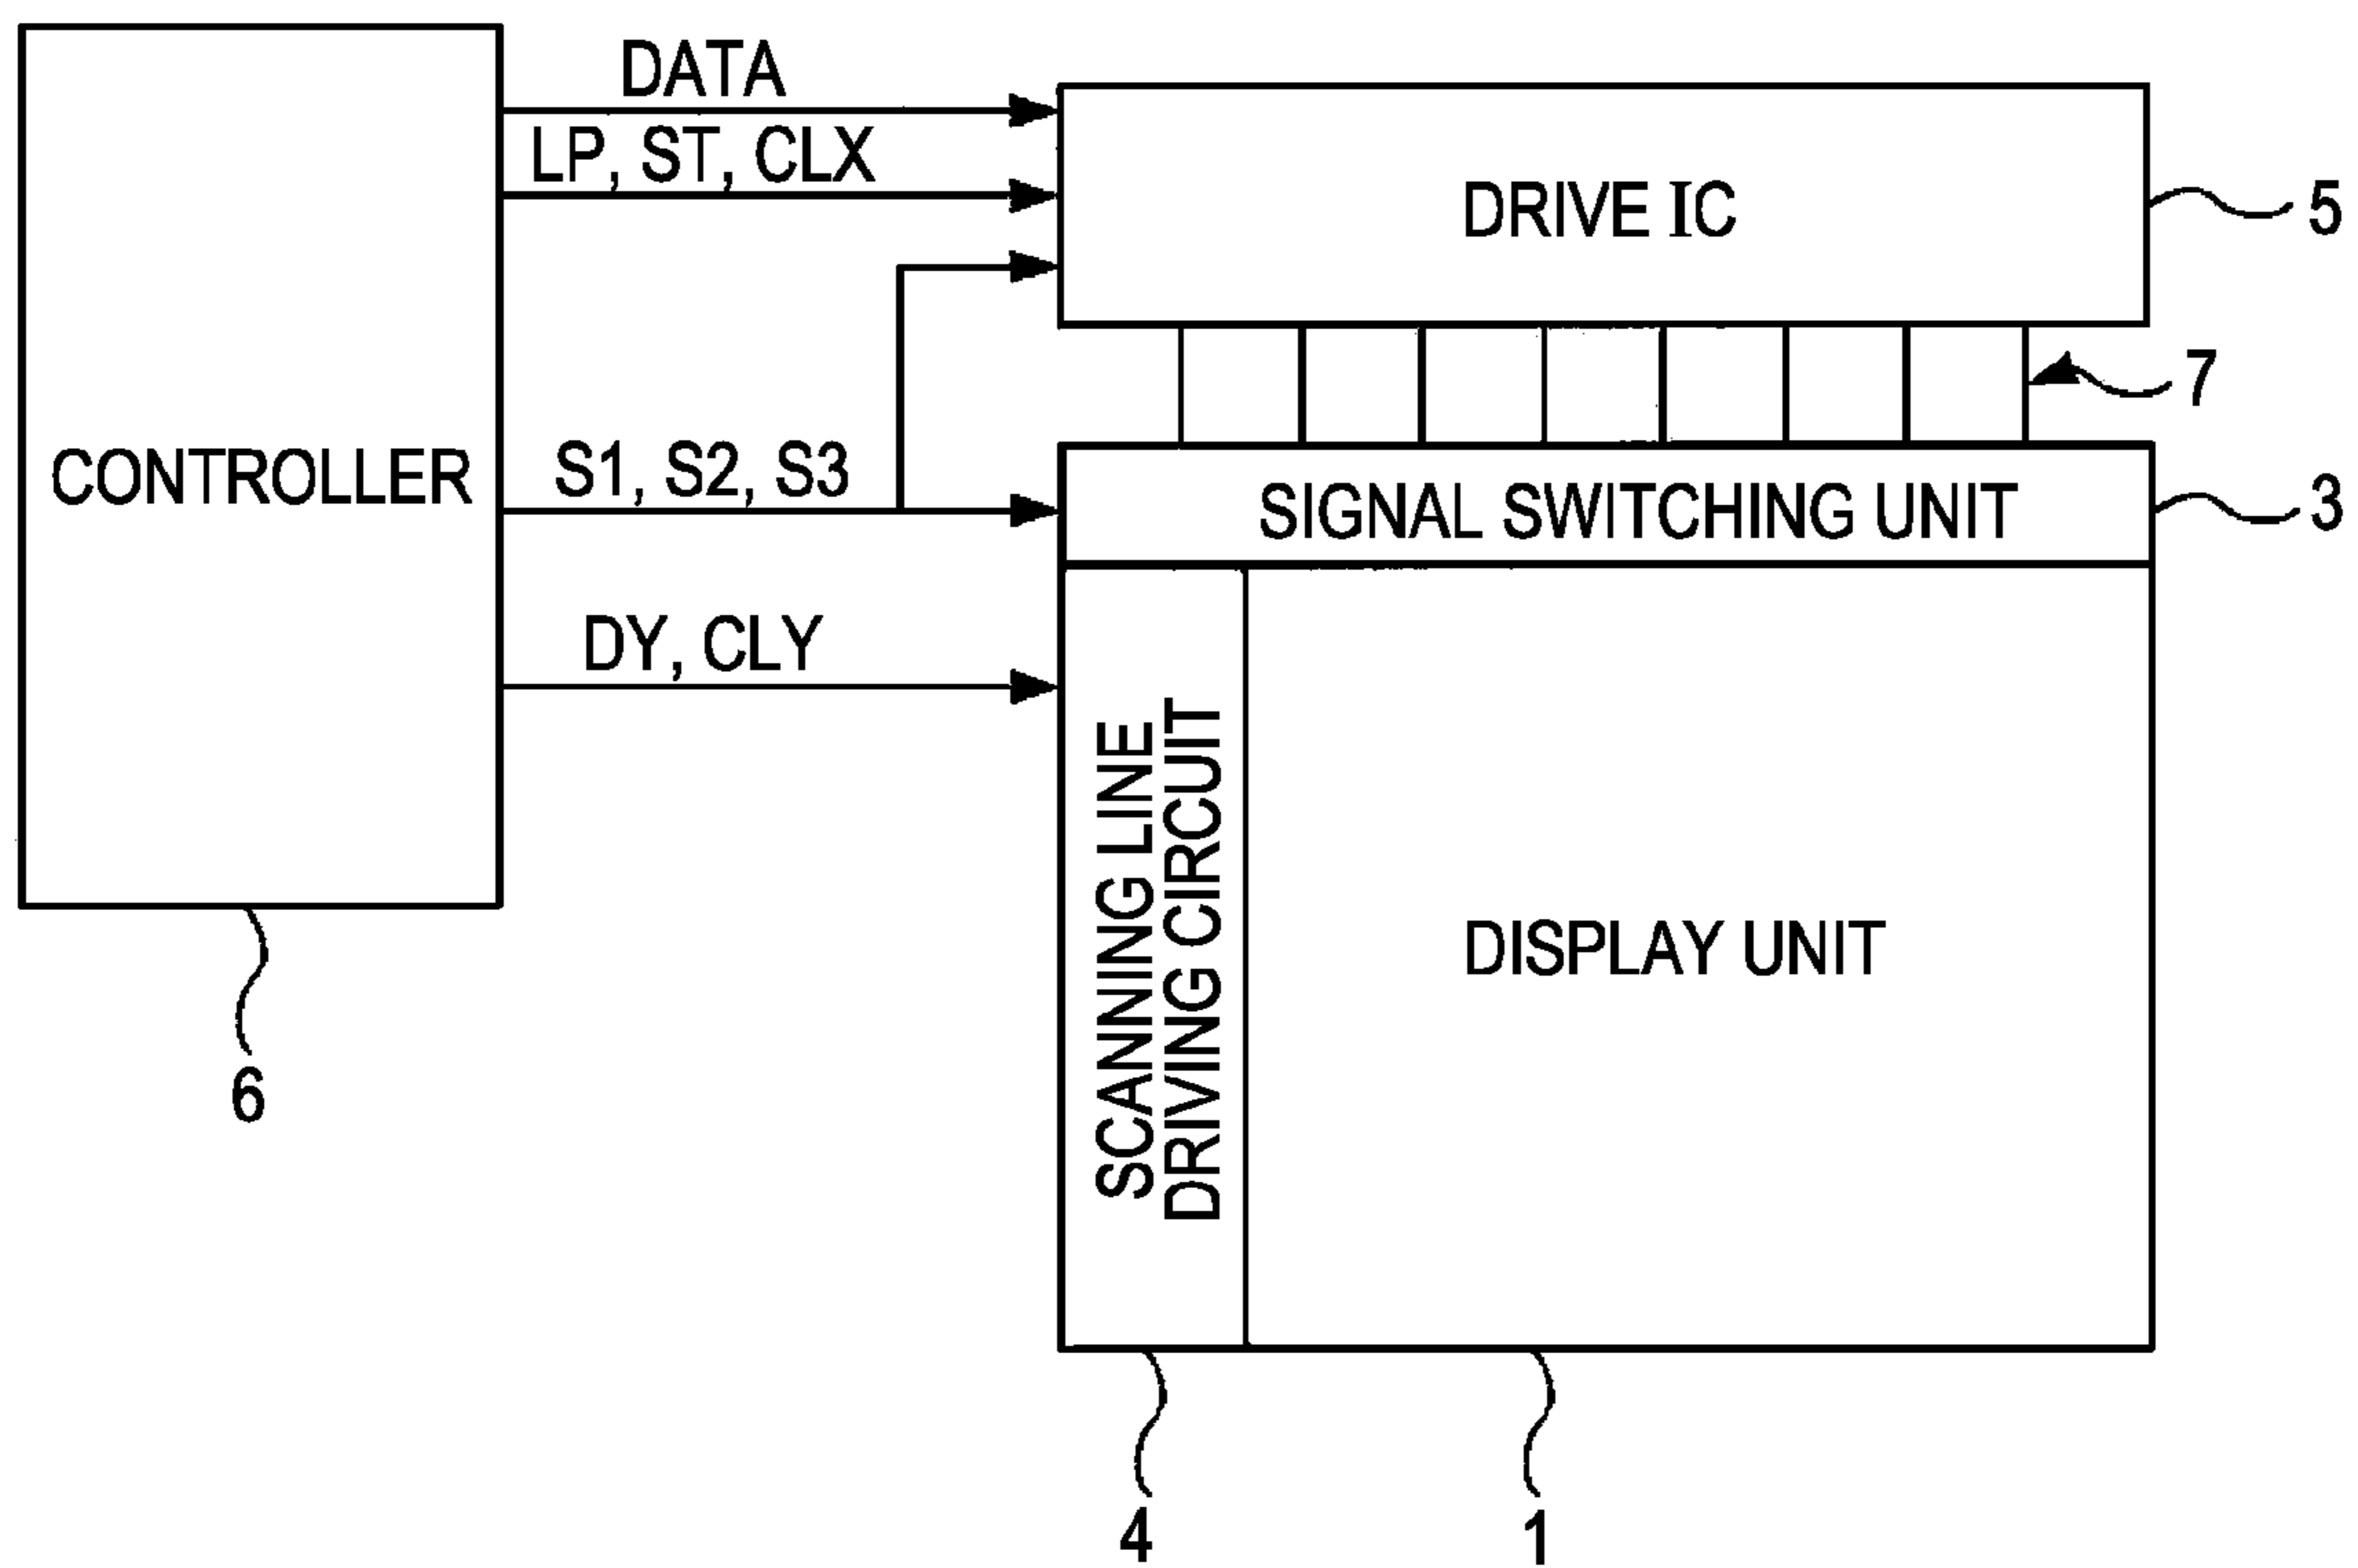 DATA
LP, ST, CLX
DRIVE IC
5
7
CONTROLLER
S1, S2, S3
SIGNAL SWITCHING UNIT
3
DY, CLY
SCANNING LINE
DRIVING CIRCUIT
DISPLAY UNIT
6
4
1